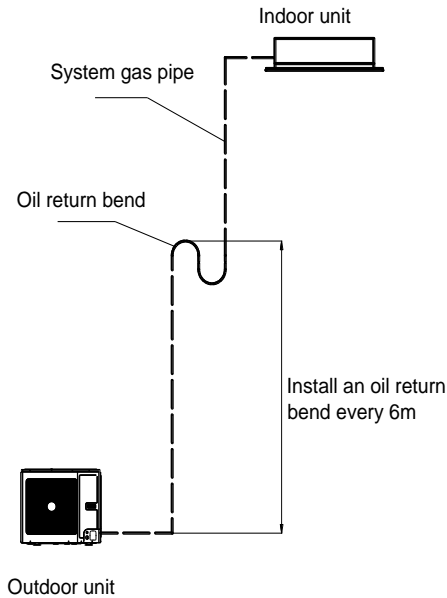 Indoor unit
System gas pipe
Oil return bend
Install an oil return
bend every 6m
Outdoor unit